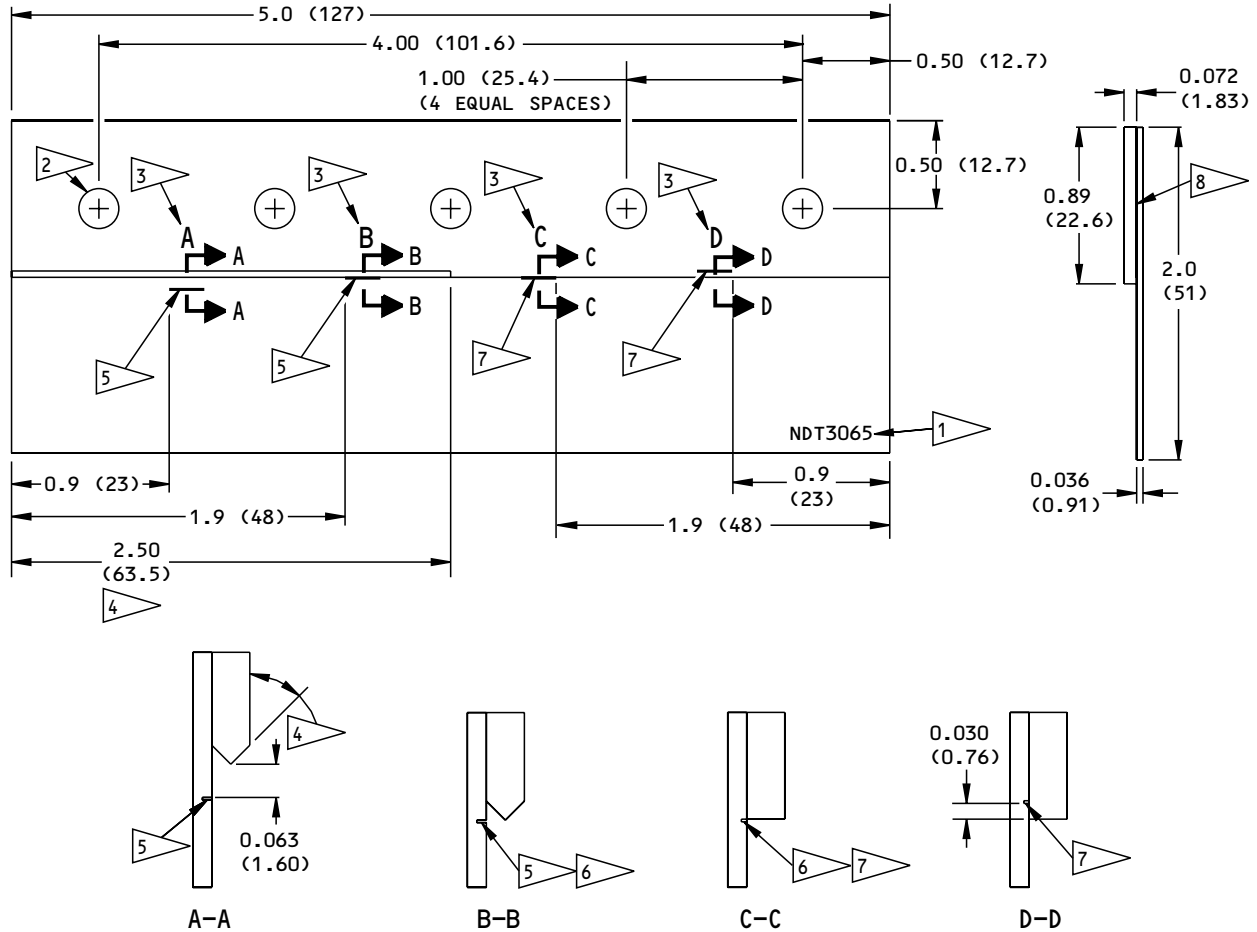 5.0 (127)
4.00 (101.6)
1.00 (25.4)
(4 EQUAL SPACES)
0.50 (12.7)
0.072
(1.83)
2
3
3
3
3
0.50 (12.7)
0.89
(22.6)
8
A
B
C
D
A
B
C
D
2.0
(51)
A
B
C
D
5
5
7
7
NDT3065
1
0.9 (23)
0.9
(23)
0.036
(0.91)
1.9 (48)
1.9 (48)
2.50
(63.5)
4
4
0.063
(1.60)
5
A-A
5
6
B-B
6
7
C-C
0.030
(0.76)
7
D-D